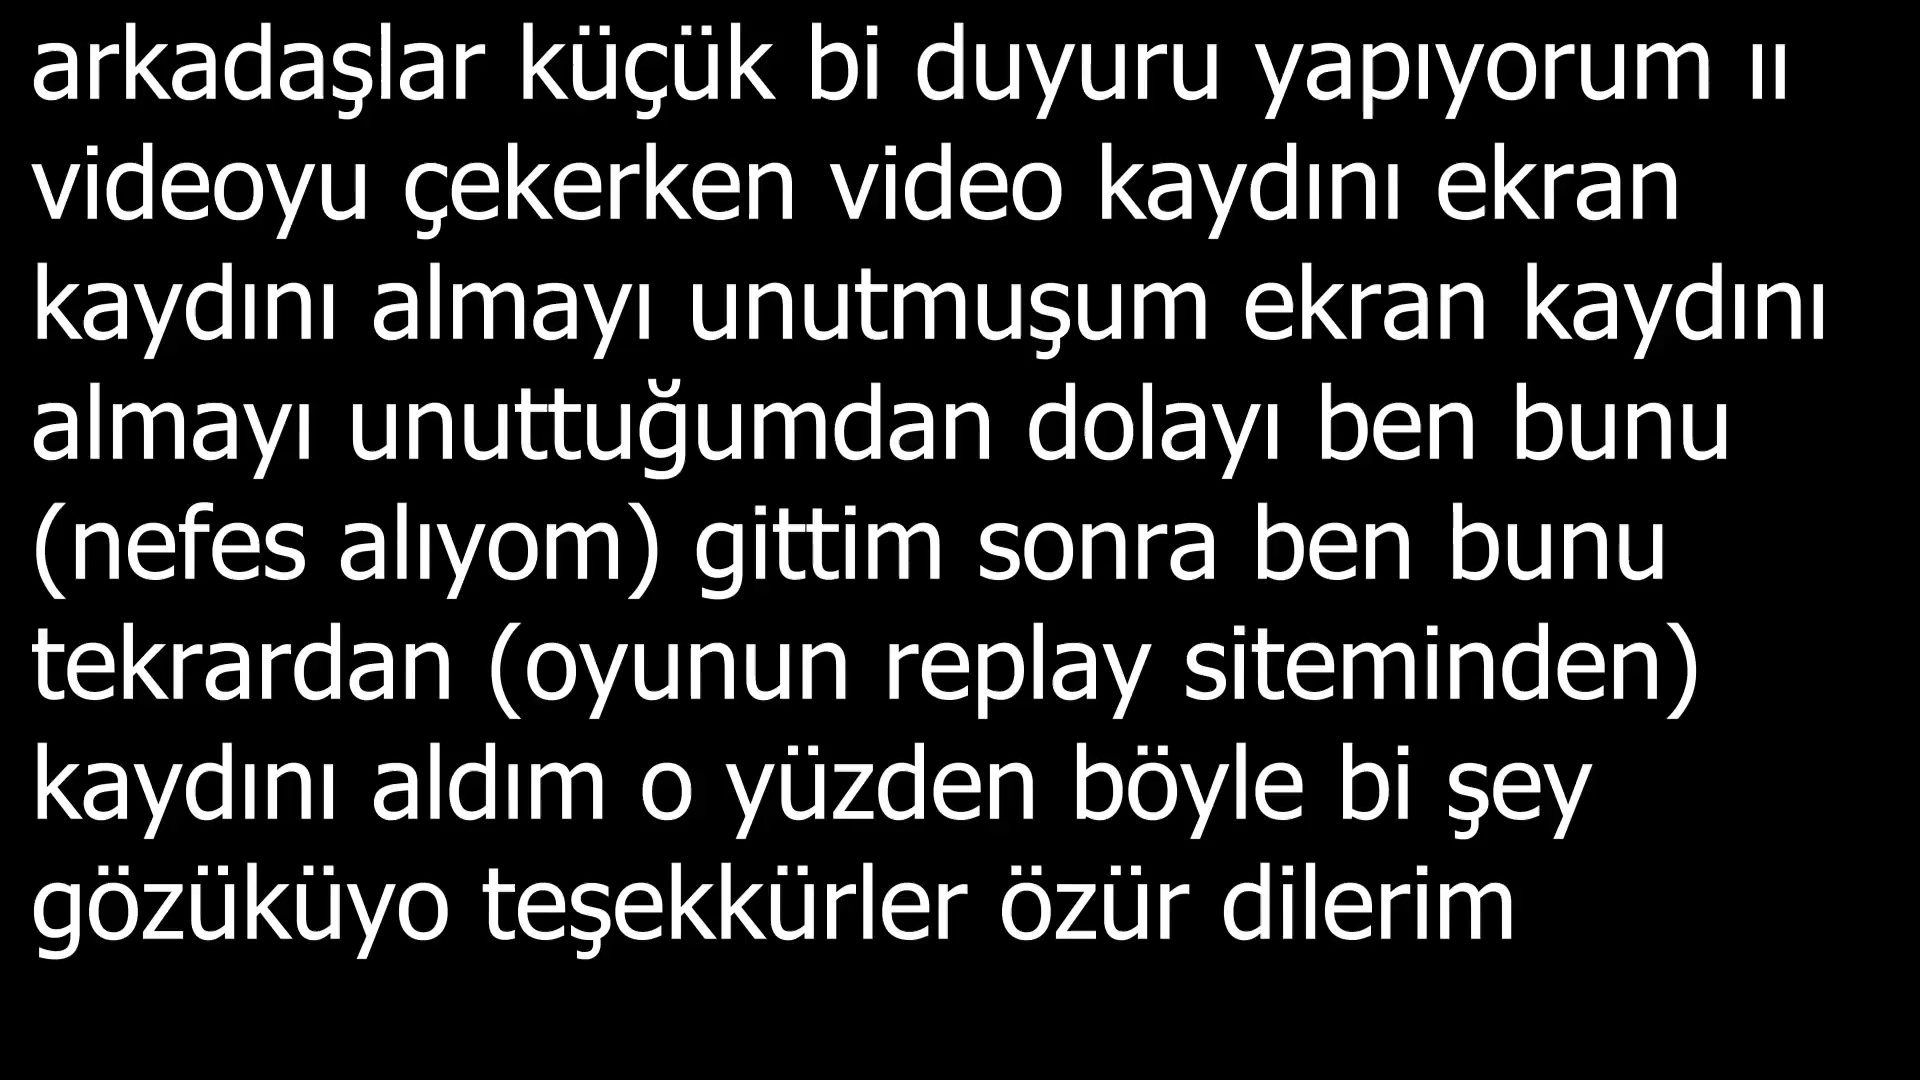 arkadaşlar küçük bi duyuru yapıyorum ıı
videoyu çekerken video kaydını ekran
kaydını almayı unutmuşum ekran kaydını
almayı unuttuğumdan dolayı ben bunu
(nefes alıyom) gittim sonra ben bunu
tekrardan (oyunun replay siteminden)
kaydını aldım o yüzden böyle bi şey
gözüküyo teşekkürler özür dilerim